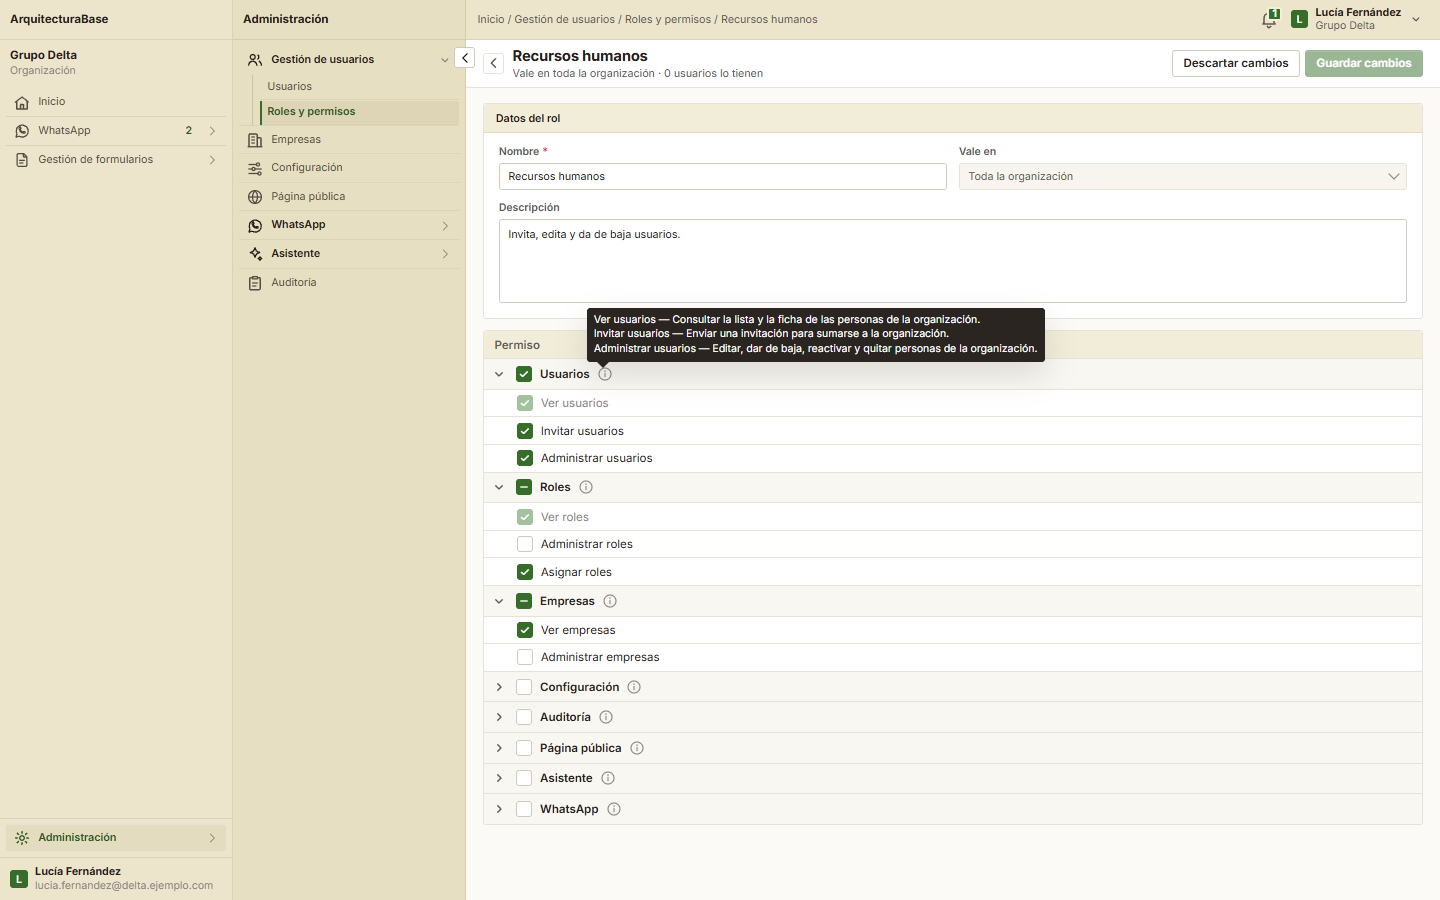 ArquitecturaBase
Administración
Inicio / Gestión de usuarios / Roles y permisos / Recursos humanos
1
L
Lucía Fernández
Grupo Delta
Grupo Delta
Organización
Inicio
WhatsApp 2
Gestión de formularios
Gestión de usuarios
Usuarios
Roles y permisos
Empresas
Configuración
Página pública
WhatsApp
Asistente
Auditoría
Recursos humanos
Vale en toda la organización · 0 usuarios lo tienen
Descartar cambios
Guardar cambios
Datos del rol
Nombre *
Vale en
Recursos humanos
Toda la organización
Descripción
Invita, edita y da de baja usuarios.
Ver usuarios — Consultar la lista y la ficha de las personas de la organización.
Invitar usuarios — Enviar una invitación para sumarse a la organización.
Administrar usuarios — Editar, dar de baja, reactivar y quitar personas de la organización.
Permiso
Usuarios
Ver usuarios
Invitar usuarios
Administrar usuarios
Roles
Ver roles
Administrar roles
Asignar roles
Empresas
Ver empresas
Administrar empresas
Configuración
Auditoría
Página pública
Asistente
WhatsApp
Administración
L
Lucía Fernández
lucia.fernandez@delta.ejemplo.com